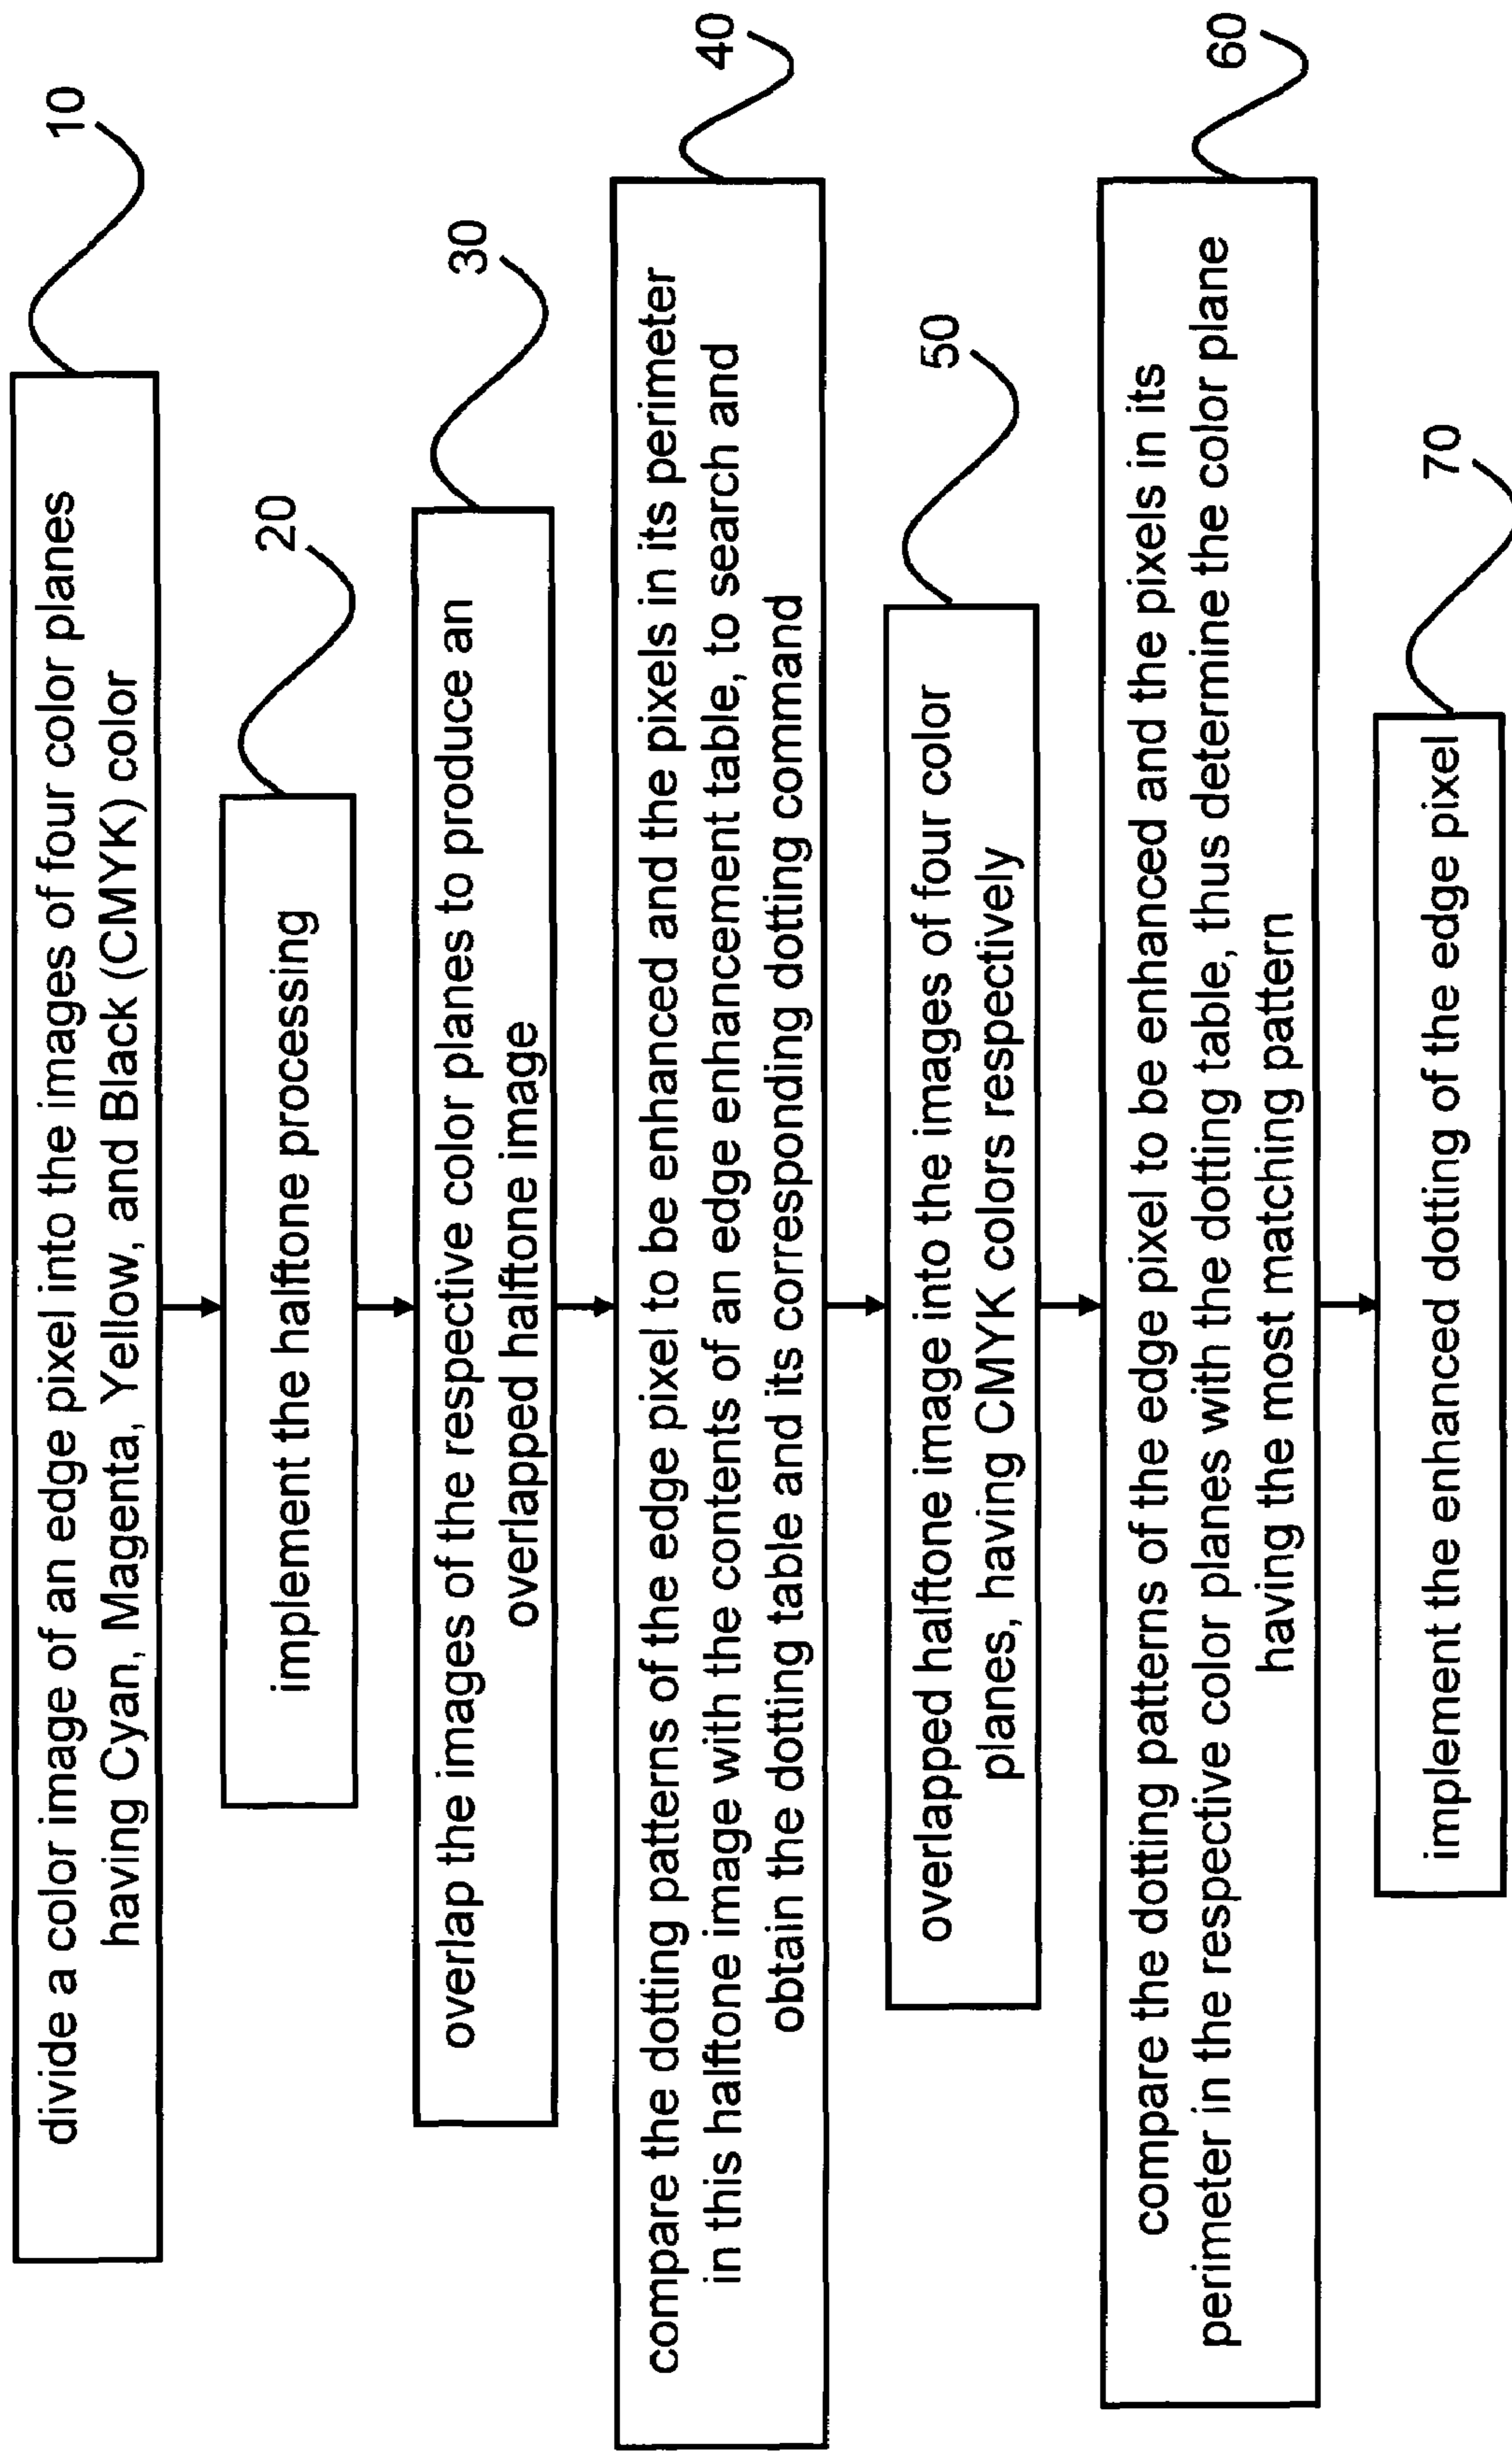 divide a color image of an edge pixel into the images of four color planes
having Cyan, Magenta, Yellow, and Black (CMYK) color
10
implement the halftone processing
20
overlap the images of the respective color planes to produce an
overlapped halftone image
30
compare the dotting patterns of the edge pixel to be enhanced and the pixels in its perimeter
in this halftone image with the contents of an edge enhancement table, to search and
obtain the dotting table and its corresponding dotting command
40
overlapped halftone image into the images of four color
planes, having CMYK colors respectively
50
compare the dotting patterns of the edge pixel to be enhanced and the pixels in its
perimeter in the respective color planes with the dotting table, thus determine the color plane
having the most matching pattern
60
implement the enhanced dotting of the edge pixel
70